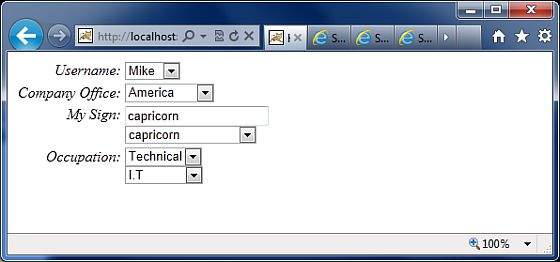 http://localhost:
S...
S...
S...
Username: Mike
Company Office: America
My Sign: capricorn
capricorn
Occupation: Technical
I.T
100%